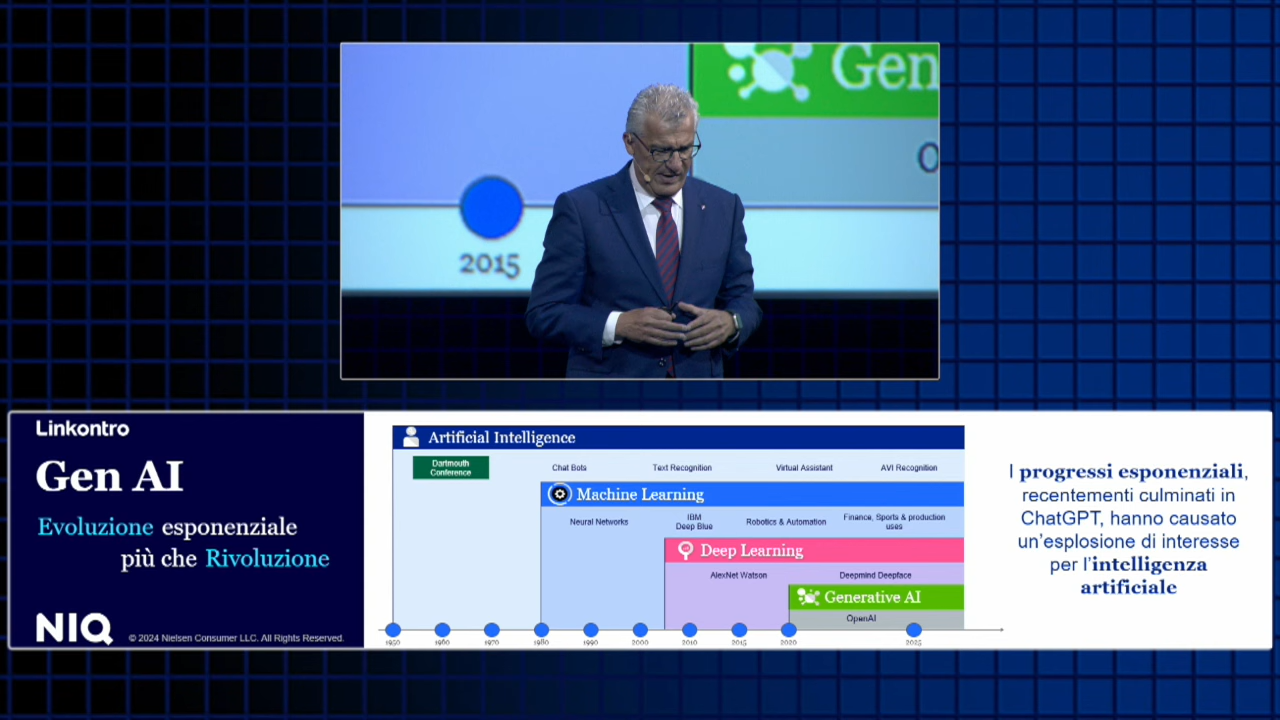 Gen
O
2015
Linkontro
Gen AI
Evoluzione esponenziale
più che Rivoluzione
NIQ
© 2024 Nielsen Consumer LLC. All Rights Reserved.
Artificial Intelligence
Dartmouth
Conference
Chat Bots
Text Recognition
Virtual Assistant
AVI Recognition
Machine Learning
Neural Networks
IBM
Deep Blue
Robotics & Automation
Finance, Sports & production
uses
Deep Learning
AlexNet Watson
Deepmind Deepface
Generative AI
OpenAI
1950 1960 1970 1980 1990 2000 2010 2015 2020 2025
I progressi esponenziali,
recentementi culminati in
ChatGPT, hanno causato
un'esplosione di interesse
per l'intelligenza
artificiale